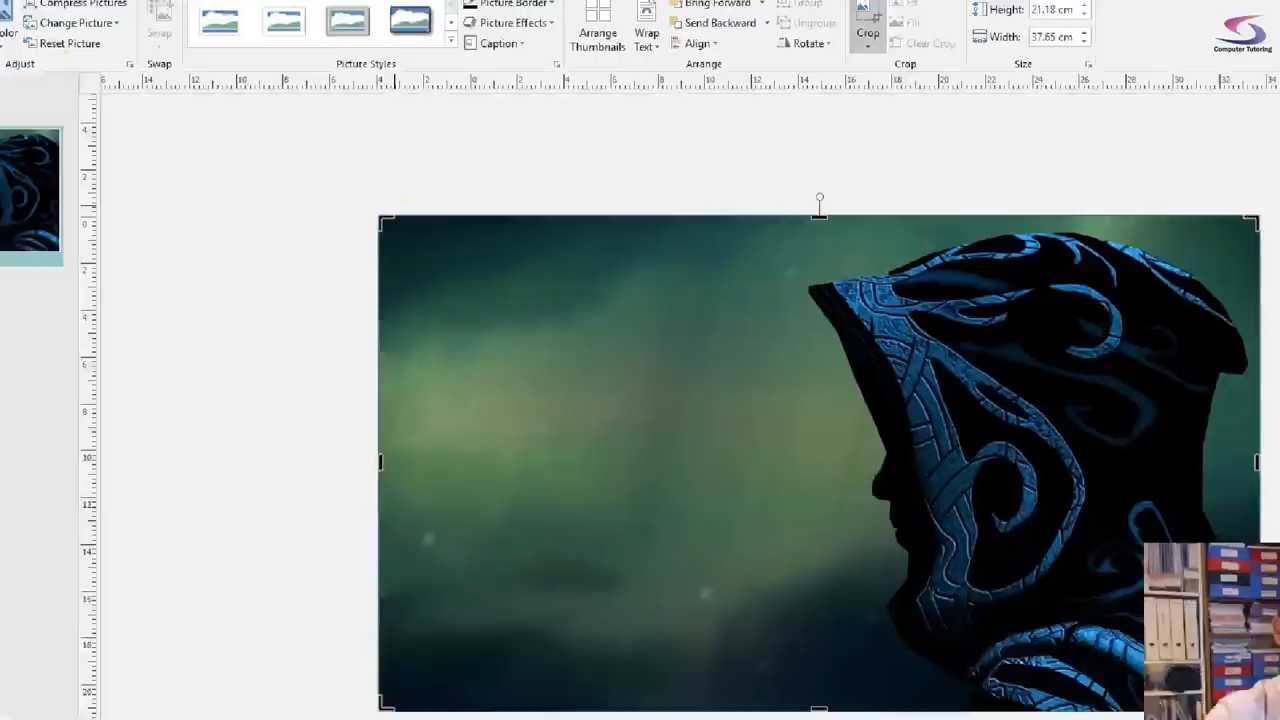 Compress Pictures
Picture Border
Bring Forward
Group
Height: 21.18 cm
Color
Change Picture
Swap
Picture Effects
Arrange Thumbnails
Wrap Text
Send Backward
Ungroup
Crop
Fit
Fill
Width: 37.65 cm
Reset Picture
Caption
Align
Rotate
Clear Crop
Computer Tutoring
Adjust
Swap
Picture Styles
Arrange
Crop
Size